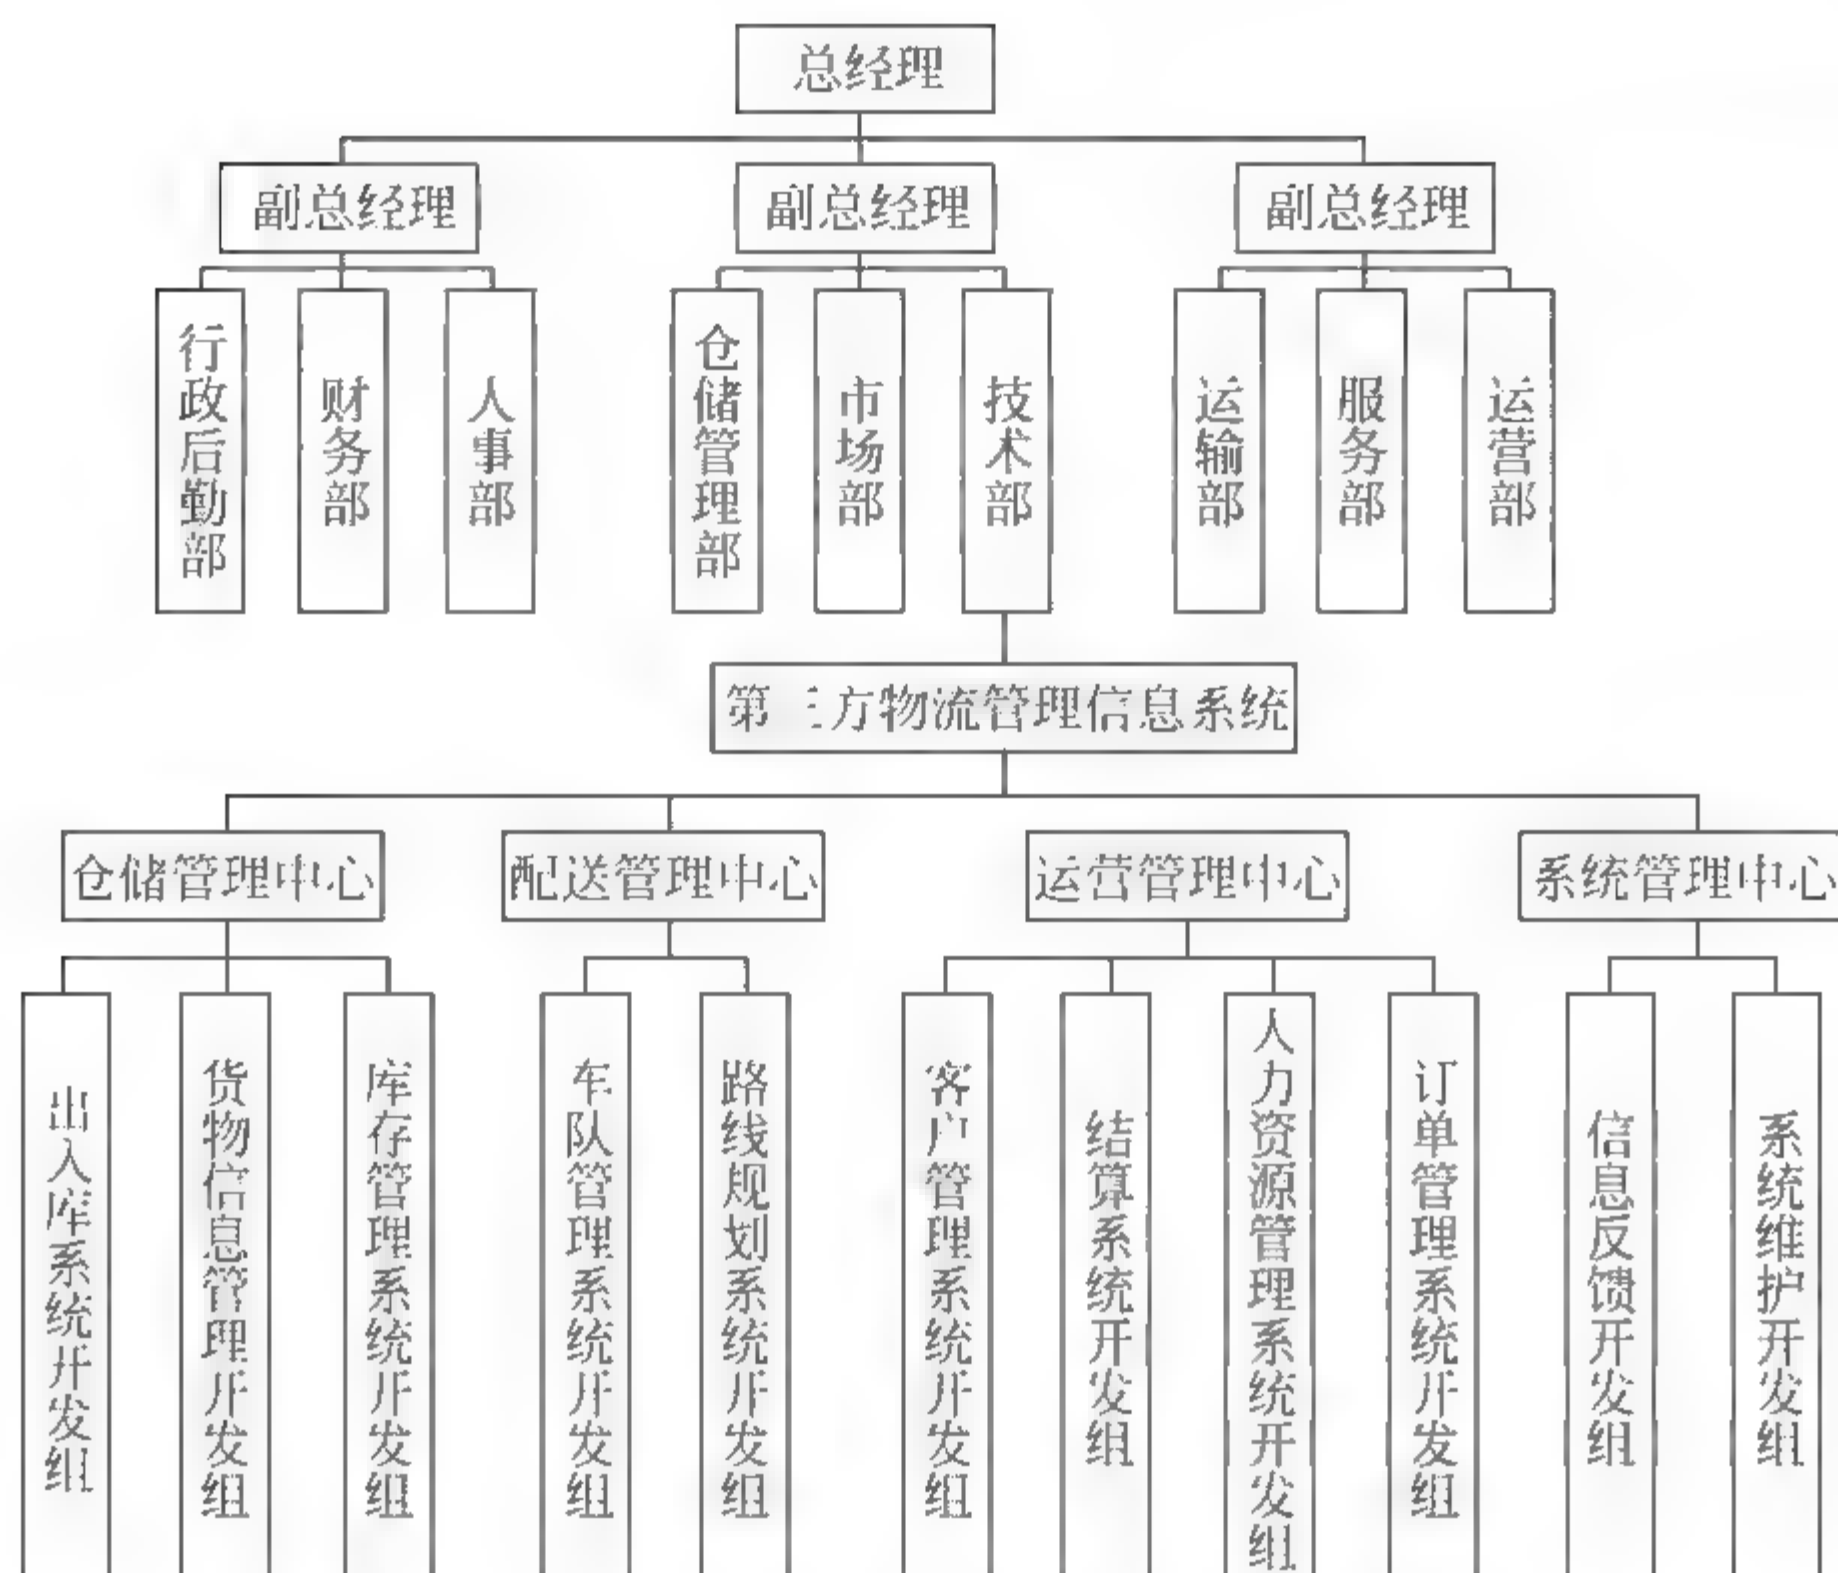 总经理
副总经理
副总经理
副总经理
行政后勤部
财务部
人事部
仓储管理部
市场部
技术部
运输部
服务部
运营部
第三方物流管理信息系统
仓储管理中心
配送管理中心
运营管理中心
系统管理中心
出入库系统开发组
货物信息管理开发组
库存管理系统开发组
车队管理系统开发组
路线规划系统开发组
客户管理系统开发组
结算系统开发组
人力资源管理系统开发组
订单管理系统开发组
信息反馈开发组
系统维护开发组